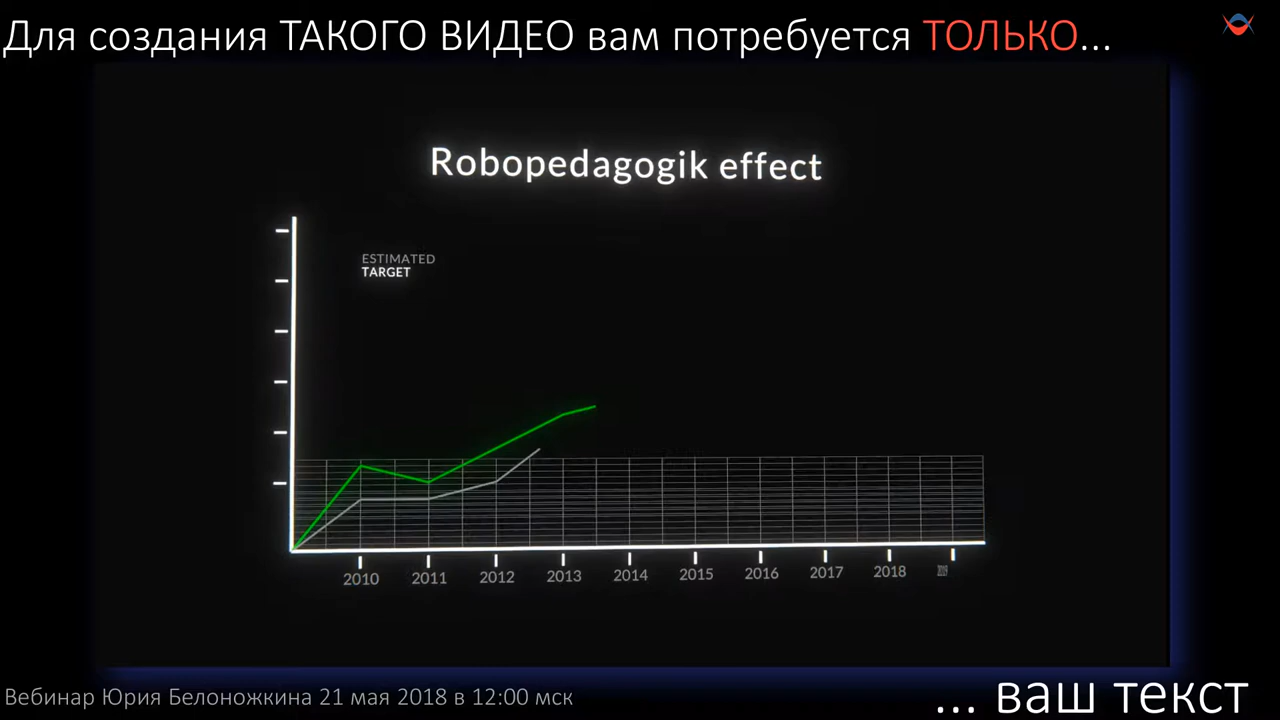 Для создания ТАКОГО ВИДЕО вам потребуется ТОЛЬКО...
Robopedagogik effect
ESTIMATED
TARGET
2010 2011 2012 2013 2014 2015 2016 2017 2018
Вебинар Юрия Белоножкина 21 мая 2018 в 12:00 мск
... ваш текст